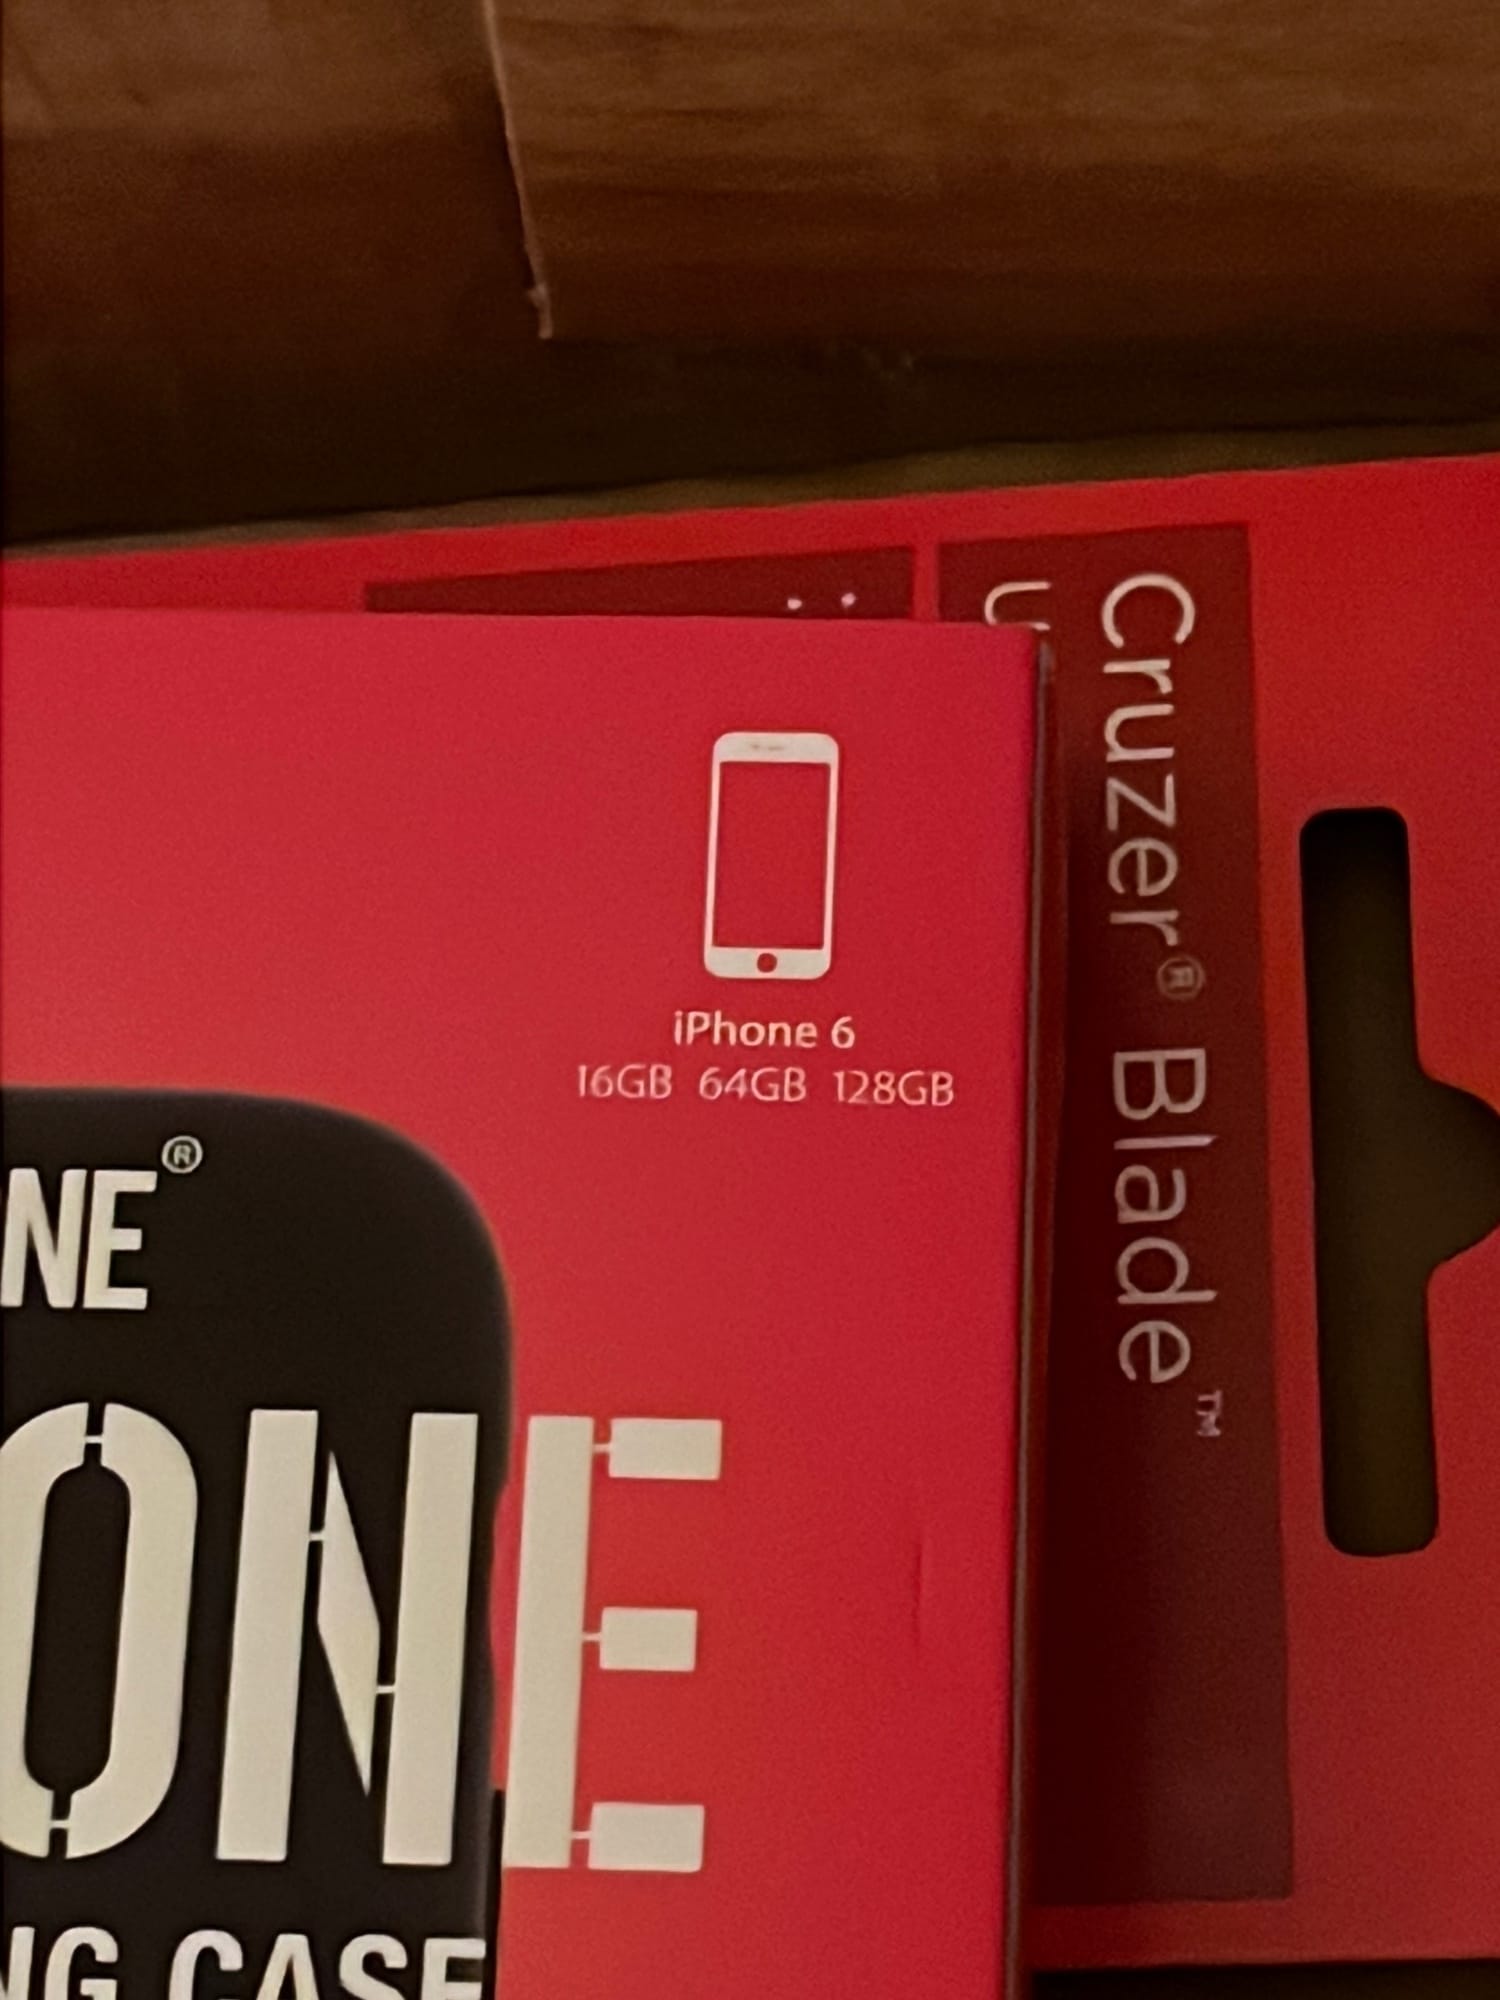 Cruzer® Blade™
iPhone 6
16GB 64GB 128GB
NE®
ONE
NG CASE